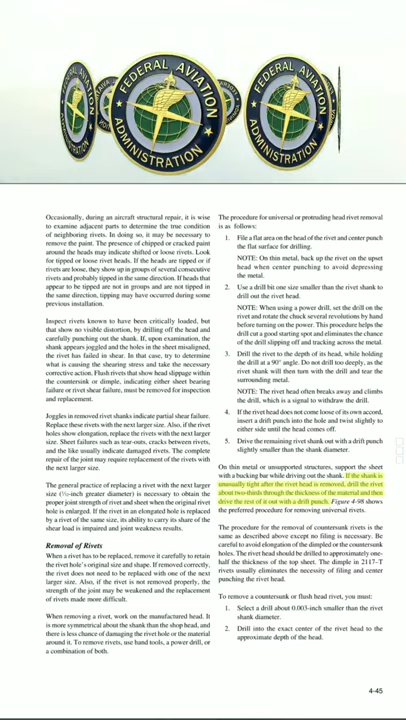 FEDERAL AVIATION
ADMINISTRATION
FEDERAL AVIATION
ADMINISTRATION
Occasionally, during an aircraft structural repair, it is wise
to examine adjacent parts to determine the true condition
of neighboring rivets. In doing so, it may be necessary to
remove the paint. The presence of chipped or cracked paint
around the heads may indicate shifted or loose rivets. Look
for tipped or loose rivet heads. If the heads are tipped or if
rivets are loose, they show up in groups of several consecutive
rivets and probably tipped in the same direction. If heads that
appear to be tipped are not in groups and are not tipped in
the same direction, tipping may have occurred during some
previous installation.
Inspect rivets known to have been critically loaded, but
that show no visible distortion, by drilling off the head and
carefully punching out the shank. If, upon examination, the
shank appears joggled and the holes in the sheet misaligned,
the rivet has failed in shear. In that case, try to determine
what is causing the shearing stress and take the necessary
corrective action. Flush rivets that show head slippage within
the countersink or dimple, indicating either sheet bearing
failure or rivet shear failure, must be removed for inspection
and replacement.
Joggles in removed rivet shanks indicate partial shear failure.
Replace these rivets with the next larger size. Also, if the rivet
holes show elongation, replace the rivets with the next larger
size. Sheet failures such as tear-outs, cracks between rivets,
and the like usually indicate damaged rivets. The complete
repair of the joint may require replacement of rivets with
the next larger size.
The general practice of replacing a rivet with the next larger
size (1⁄32-inch greater diameter) is necessary to obtain the
proper joint strength of rivet and sheet when the original rivet
hole is enlarged. If the rivet in an elongated hole is replaced
by a rivet of the same size, its ability to carry its share of the
shear load is impaired and joint weakness results.
Removal of Rivets
When a rivet has to be replaced, remove it carefully to retain
the rivet hole's original size and shape. If removed correctly,
the rivet does not need to be replaced with one of the next
larger size. Also, if the rivet is not removed properly, the
strength of the joint may be weakened and the replacement
of rivets made more difficult.
When removing a rivet, work on the manufactured head. It
is more symmetrical about the shank than the shop head, and
there is less chance of damaging the rivet hole or the material
around it. To remove rivets, use hand tools, a power drill, or
a combination of both.
The procedure for universal or protruding head rivet removal
is as follows:
1. File a flat area on the head of the rivet and center punch
the flat surface for drilling.
NOTE: On thin metal, back up the rivet on the upset
head when center punching to avoid depressing
the metal.
2. Use a drill bit one size smaller than the rivet shank to
drill out the rivet head.
NOTE: When using a power drill, set the drill on the
rivet and rotate the chuck several revolutions by hand
before turning on the power. This procedure helps the
drill cut a good starting spot and eliminates the chance
of the drill slipping off and tracking across the metal.
3. Drill the rivet to the depth of its head, while holding
the drill at a 90° angle. Do not drill too deeply, as the
rivet shank will then turn with the drill and tear the
surrounding metal.
NOTE: The rivet head often breaks away and climbs
the drill, which is a signal to withdraw the drill.
4. If the rivet head does not come loose of its own accord,
insert a drift punch into the hole and twist slightly to
either side until the head comes off.
5. Drive the remaining rivet shank out with a drift punch
slightly smaller than the shank diameter.
On thin metal or unsupported structures, support the sheet
with a bucking bar while driving out the shank. If the shank is
unusually tight after the rivet head is removed, drill the rivet
about two-thirds through the thickness of the material and then
drive the rest of it out with a drift punch. Figure 4-98 shows
the preferred procedure for removing universal rivets.
The procedure for the removal of countersunk rivets is the
same as described above except no filing is necessary. Be
careful to avoid elongation of the dimpled or the countersunk
holes. The rivet head should be drilled to approximately one-
half the thickness of the top sheet. The dimple in 2117–T
rivets usually eliminates the necessity of filing and center
punching the rivet head.
To remove a countersunk or flush head rivet, you must:
1. Select a drill about 0.003-inch smaller than the rivet
shank diameter.
2. Drill into the exact center of the rivet head to the
approximate depth of the head.
4-45